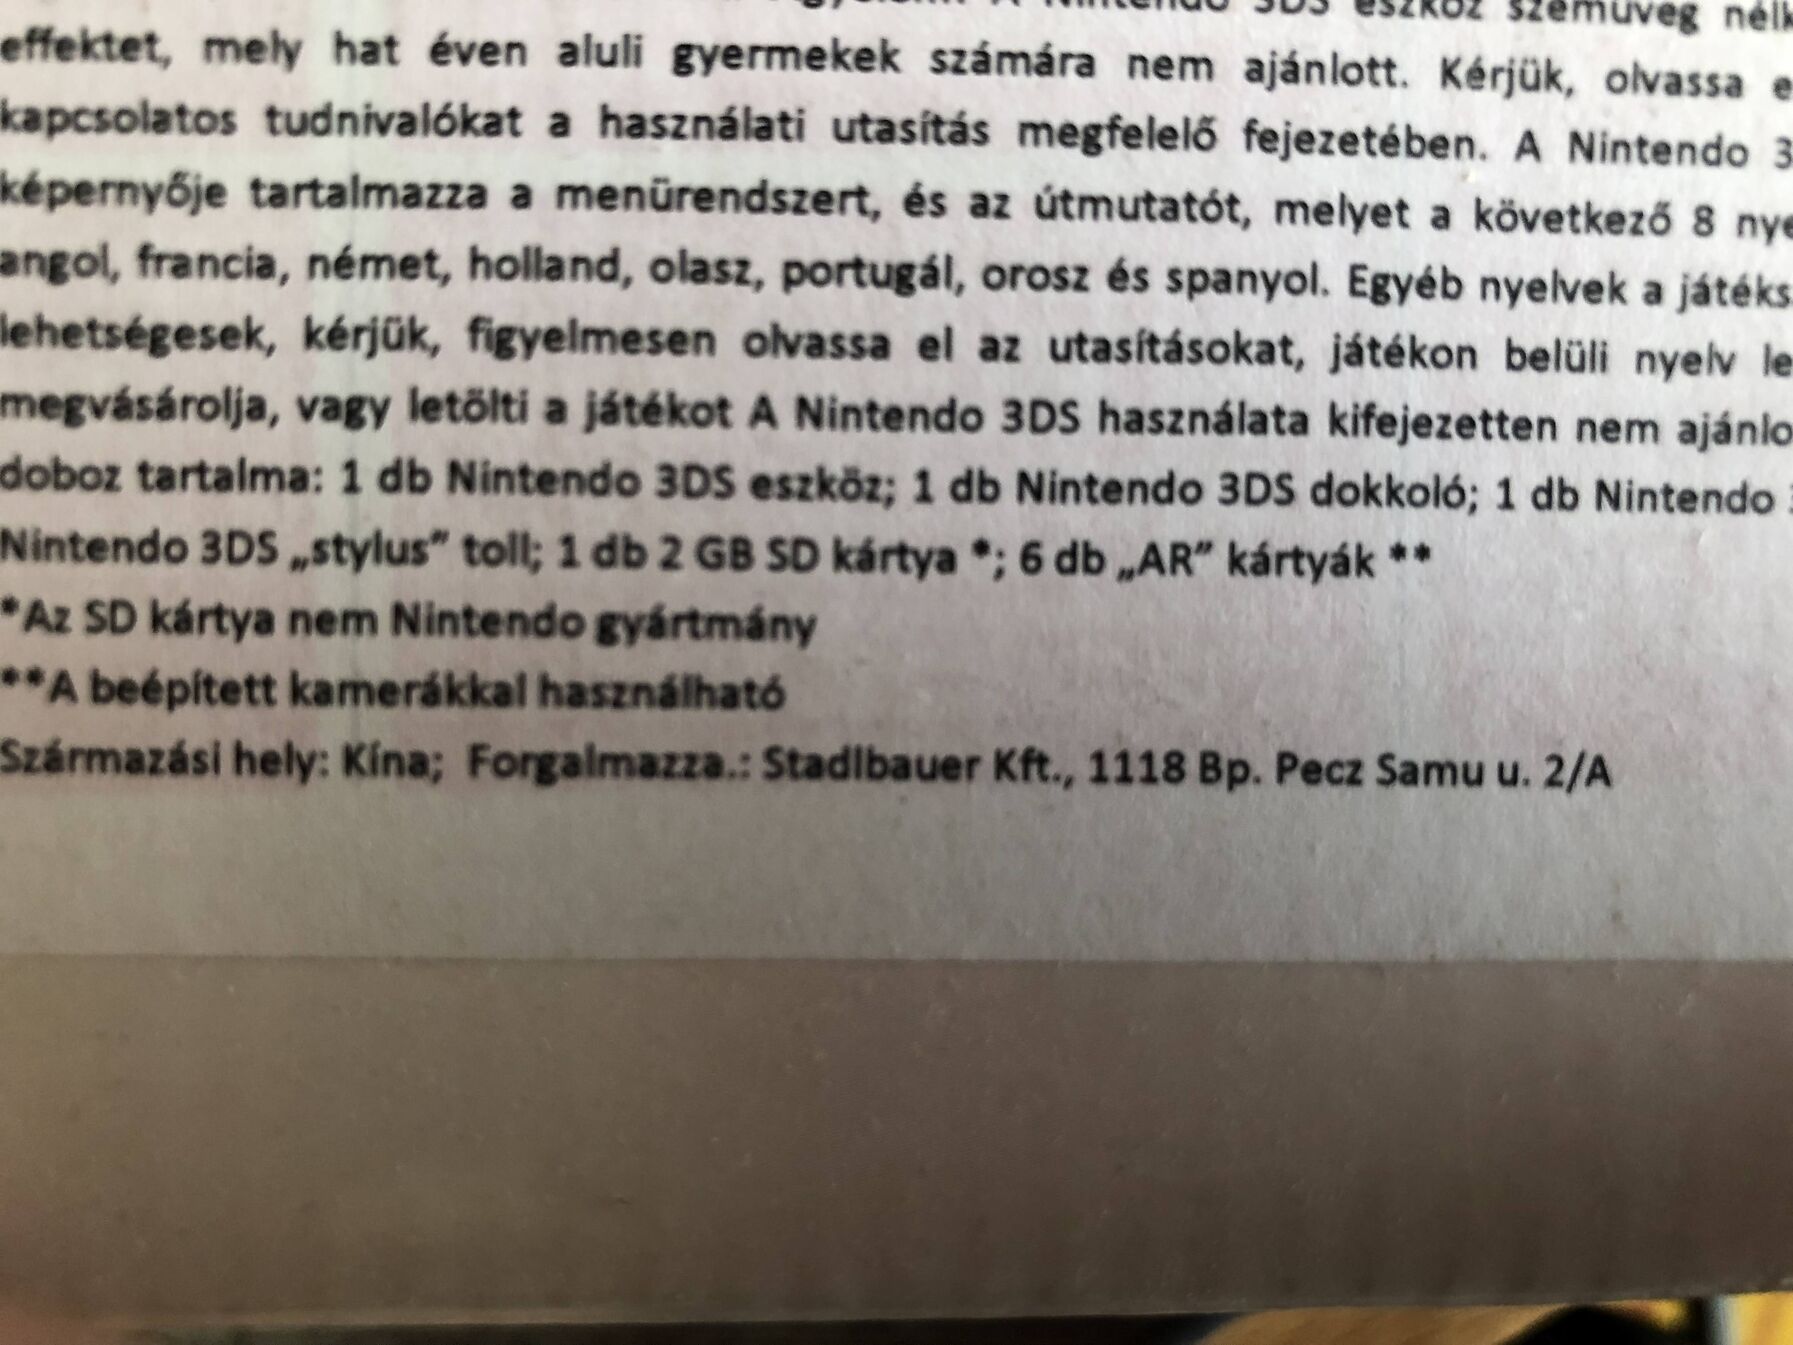 Nintendo 3DS eszköz szemüveg
effektet, mely hat éven aluli gyermekek számára nem ajánlott. Kérjük, olvassa
kapcsolatos tudnivalókat a használati utasítás megfelelő fejezetében. A Nintendo
képernyője tartalmazza a menürendszert, és az útmutatót, melyet a következő 8
angol, francia, német, holland, olasz, portugál, orosz és spanyol. Egyéb nyelvek a
lehetségesek, kérjük, figyelmesen olvassa el az utasításokat, játékon belüli nyelv
megvásárolja, vagy letölti a játékot A Nintendo 3DS használata kifejezetten nem
doboz tartalma: 1 db Nintendo 3DS eszköz; 1 db Nintendo 3DS dokkoló; 1 db Nintendo
Nintendo 3DS „stylus” toll; 1 db 2 GB SD kártya *; 6 db „AR” kártyák **
*Az SD kártya nem Nintendo gyártmány
**A beépített kamerákkal használható
Származási hely: Kína; Forgalmazza.: Stadlbauer Kft., 1118 Bp. Pecz Samu u. 2/A